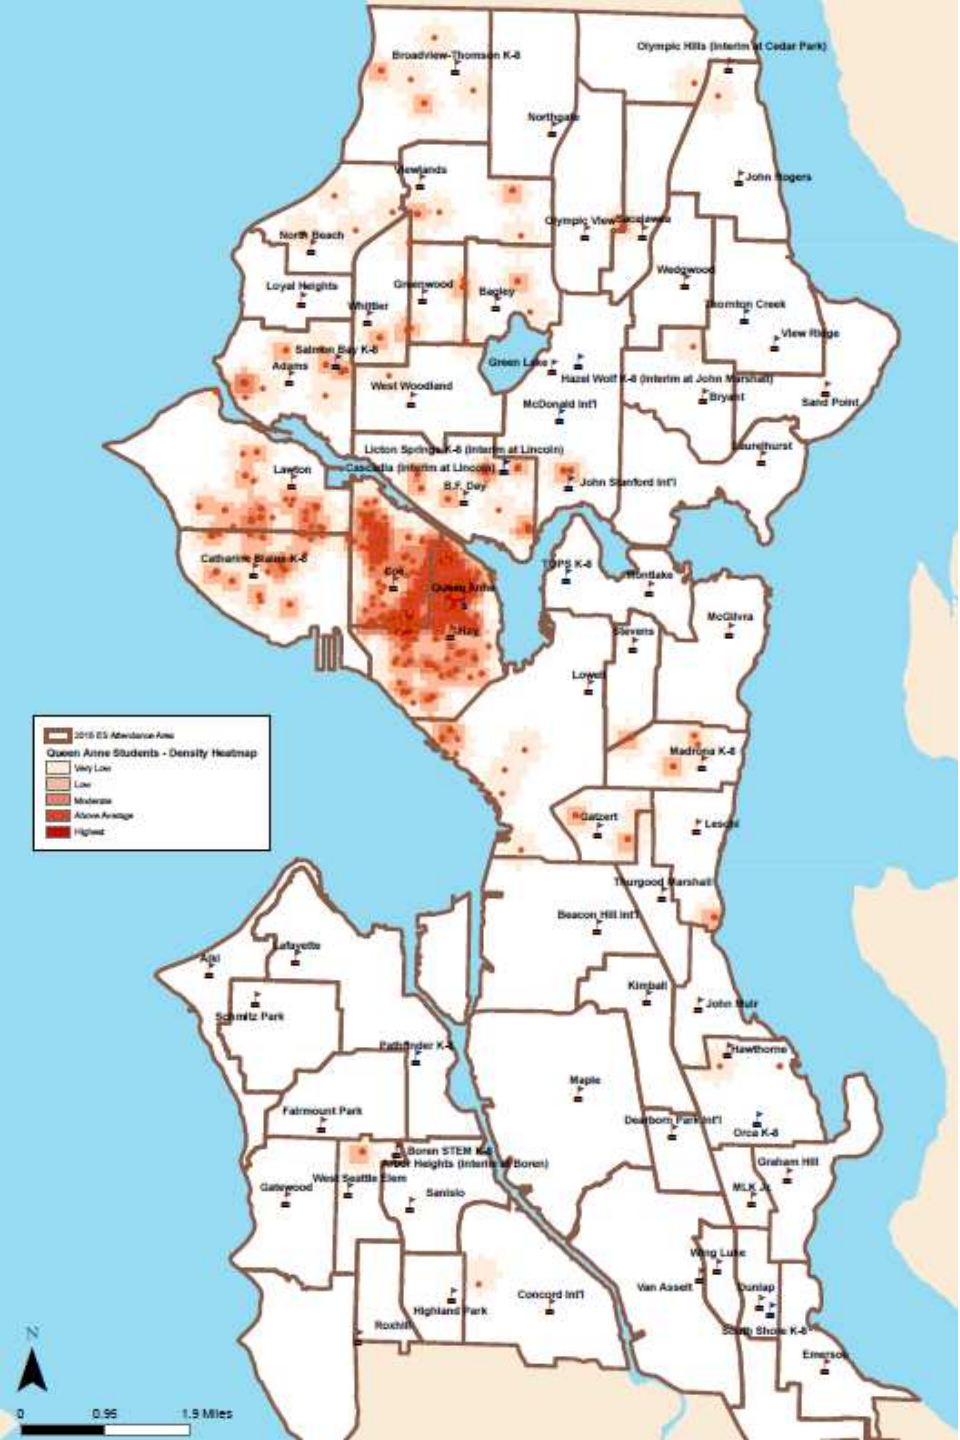 Olympic Hills (Interim at Cedar Park)
Broadview-Thomson K-8
Northgate
Viewlands
John Rogers
Olympic View
Sacajawea
North Beach
Wedgwood
Loyal Heights
Greenwood
Bagley
Whittier
Thornton Creek
View Ridge
Salmon Bay K-8
Adams
Green Lake
Hazel Wolf K-8 (Interim at John Marshall)
West Woodland
McDonald Int'l
Bryant
Sand Point
Laurelhurst
Licton Springs K-8 (Interim at Lincoln)
Cascadia (Interim at Lincoln)
Lawton
B.F. Day
John Stanford Int'l
Catharine Blaine K-8
Coe
TOPS K-8
Montlake
Queen Anne
Hay
McGilvra
Stevens
Lowell
2015 ES Attendance Area
Queen Anne Students - Density Heatmap
Very Low
Low
Moderate
Above Average
Highest
Madrona K-8
Gatzert
Leschi
Thurgood Marshall
Beacon Hill Int'l
Lafayette
Alki
Kimball
John Muir
Schmitz Park
Pathfinder K-8
Hawthorne
Maple
Fairmount Park
Dearborn Park Int'l
Orca K-8
Boren STEM K-8
Arbor Heights (Interim at Boren)
Graham Hill
West Seattle Elem
Gatewood
Sanislo
MLK Jr.
Wing Luke
Van Asselt
Dunlap
Concord Int'l
Highland Park
Roxhill
South Shore K-8
Emerson
N
0 0.95 1.9 Miles